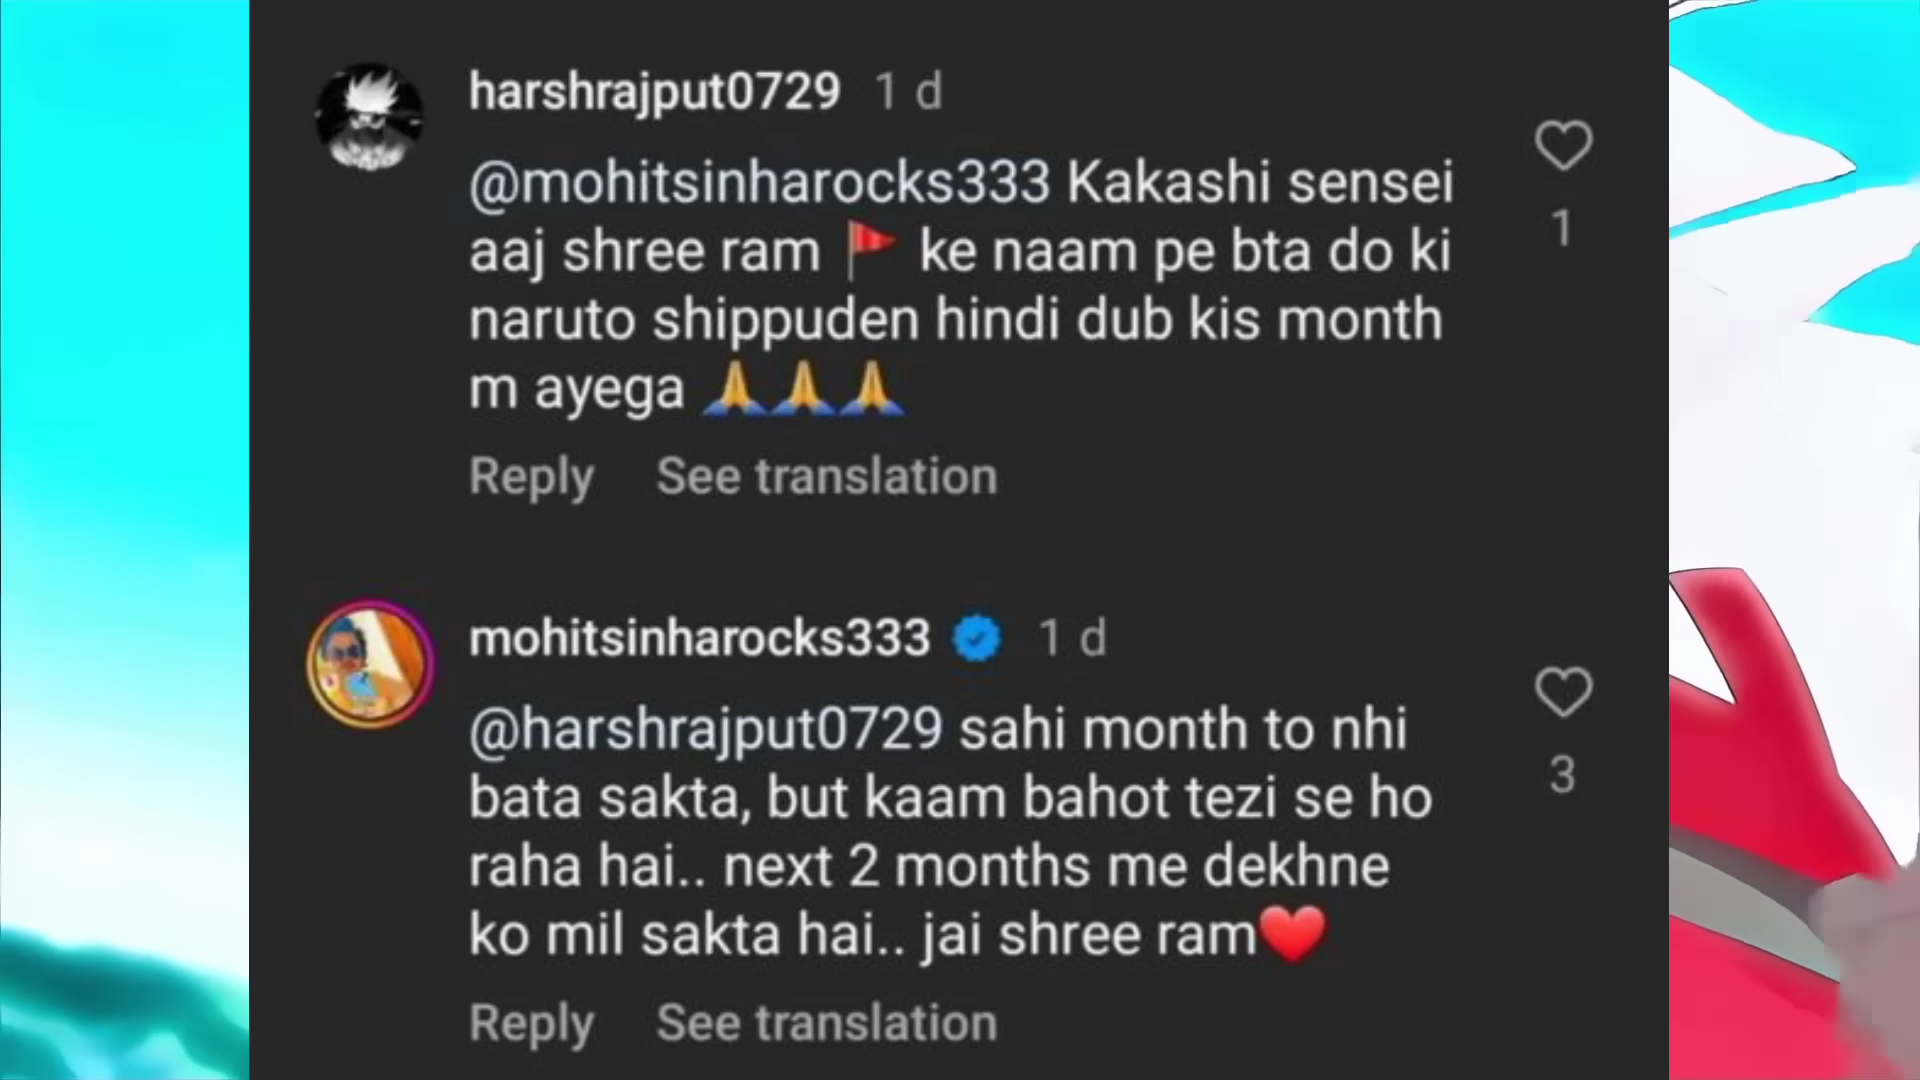 harshrajput0729 1 d
@mohitsinharocks333 Kakashi sensei
aaj shree ram 🚩 ke naam pe bta do ki
naruto shippuden hindi dub kis month
m ayega 🙏🙏🙏
1
Reply See translation
mohitsinharocks333 1 d
@harshrajput0729 sahi month to nhi
bata sakta, but kaam bahot tezi se ho
raha hai.. next 2 months me dekhne
ko mil sakta hai.. jai shree ram❤️
3
Reply See translation